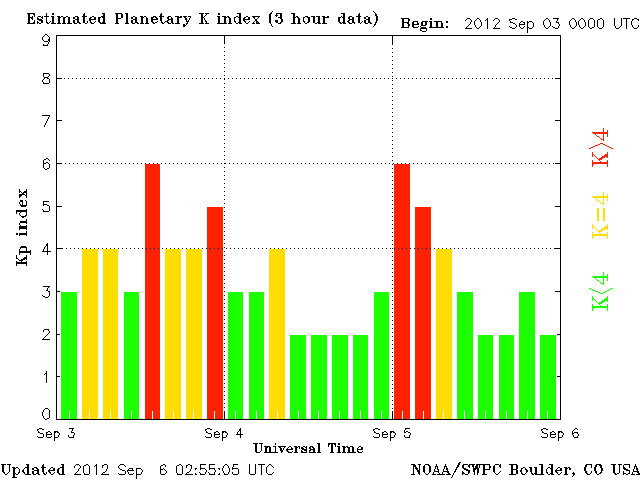 Estimated Planetary K index (3 hour data)
Begin: 2012 Sep 03 0000 UTC
9
8
7
6
5
4
3
2
1
0
Kp index
Sep 3
Sep 4
Sep 5
Sep 6
Universal Time
K>4
K=4
K<4
Updated 2012 Sep 6 02:55:05 UTC
NOAA/SWPC Boulder, CO USA